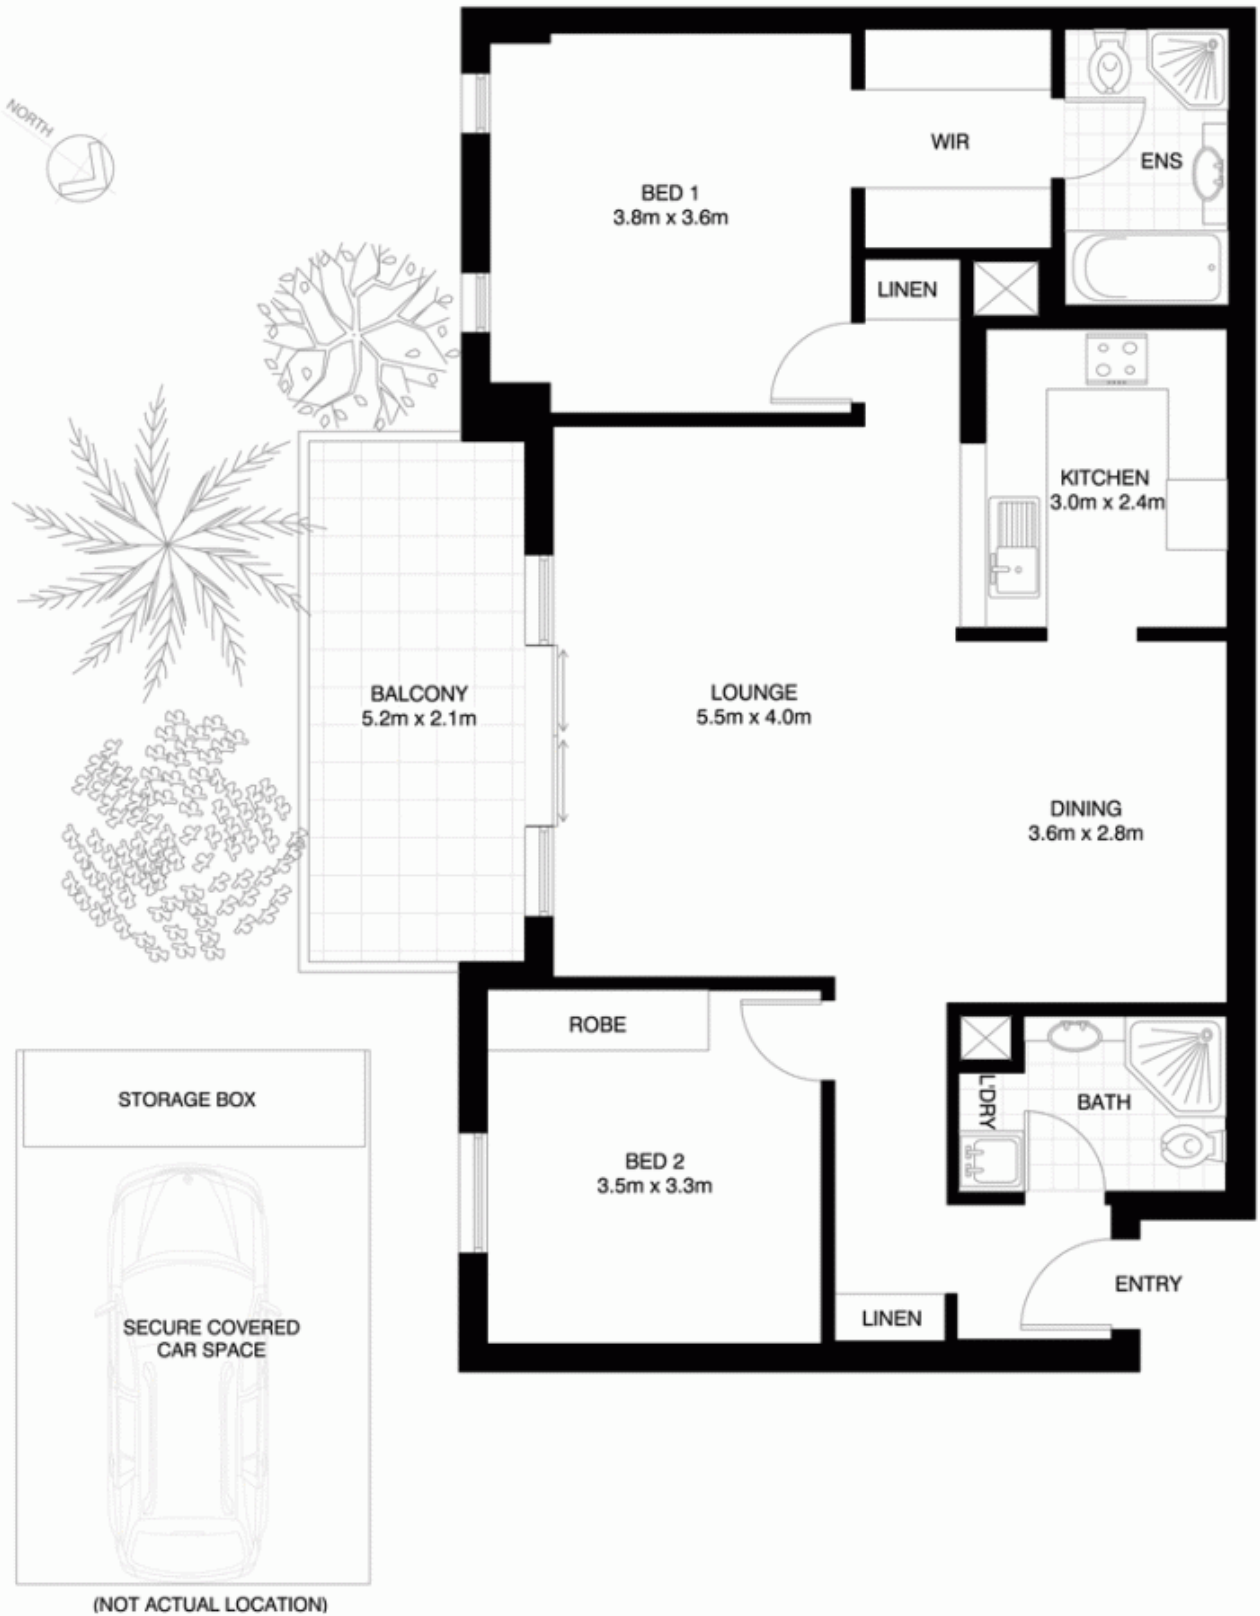 NORTH
WIR
ENS
BED 1
3.8m x 3.6m
LINEN
KITCHEN
3.0m x 2.4m
BALCONY
5.2m x 2.1m
LOUNGE
5.5m x 4.0m
DINING
3.6m x 2.8m
ROBE
STORAGE BOX
L'DRY
BATH
BED 2
3.5m x 3.3m
ENTRY
LINEN
SECURE COVERED
CAR SPACE
(NOT ACTUAL LOCATION)